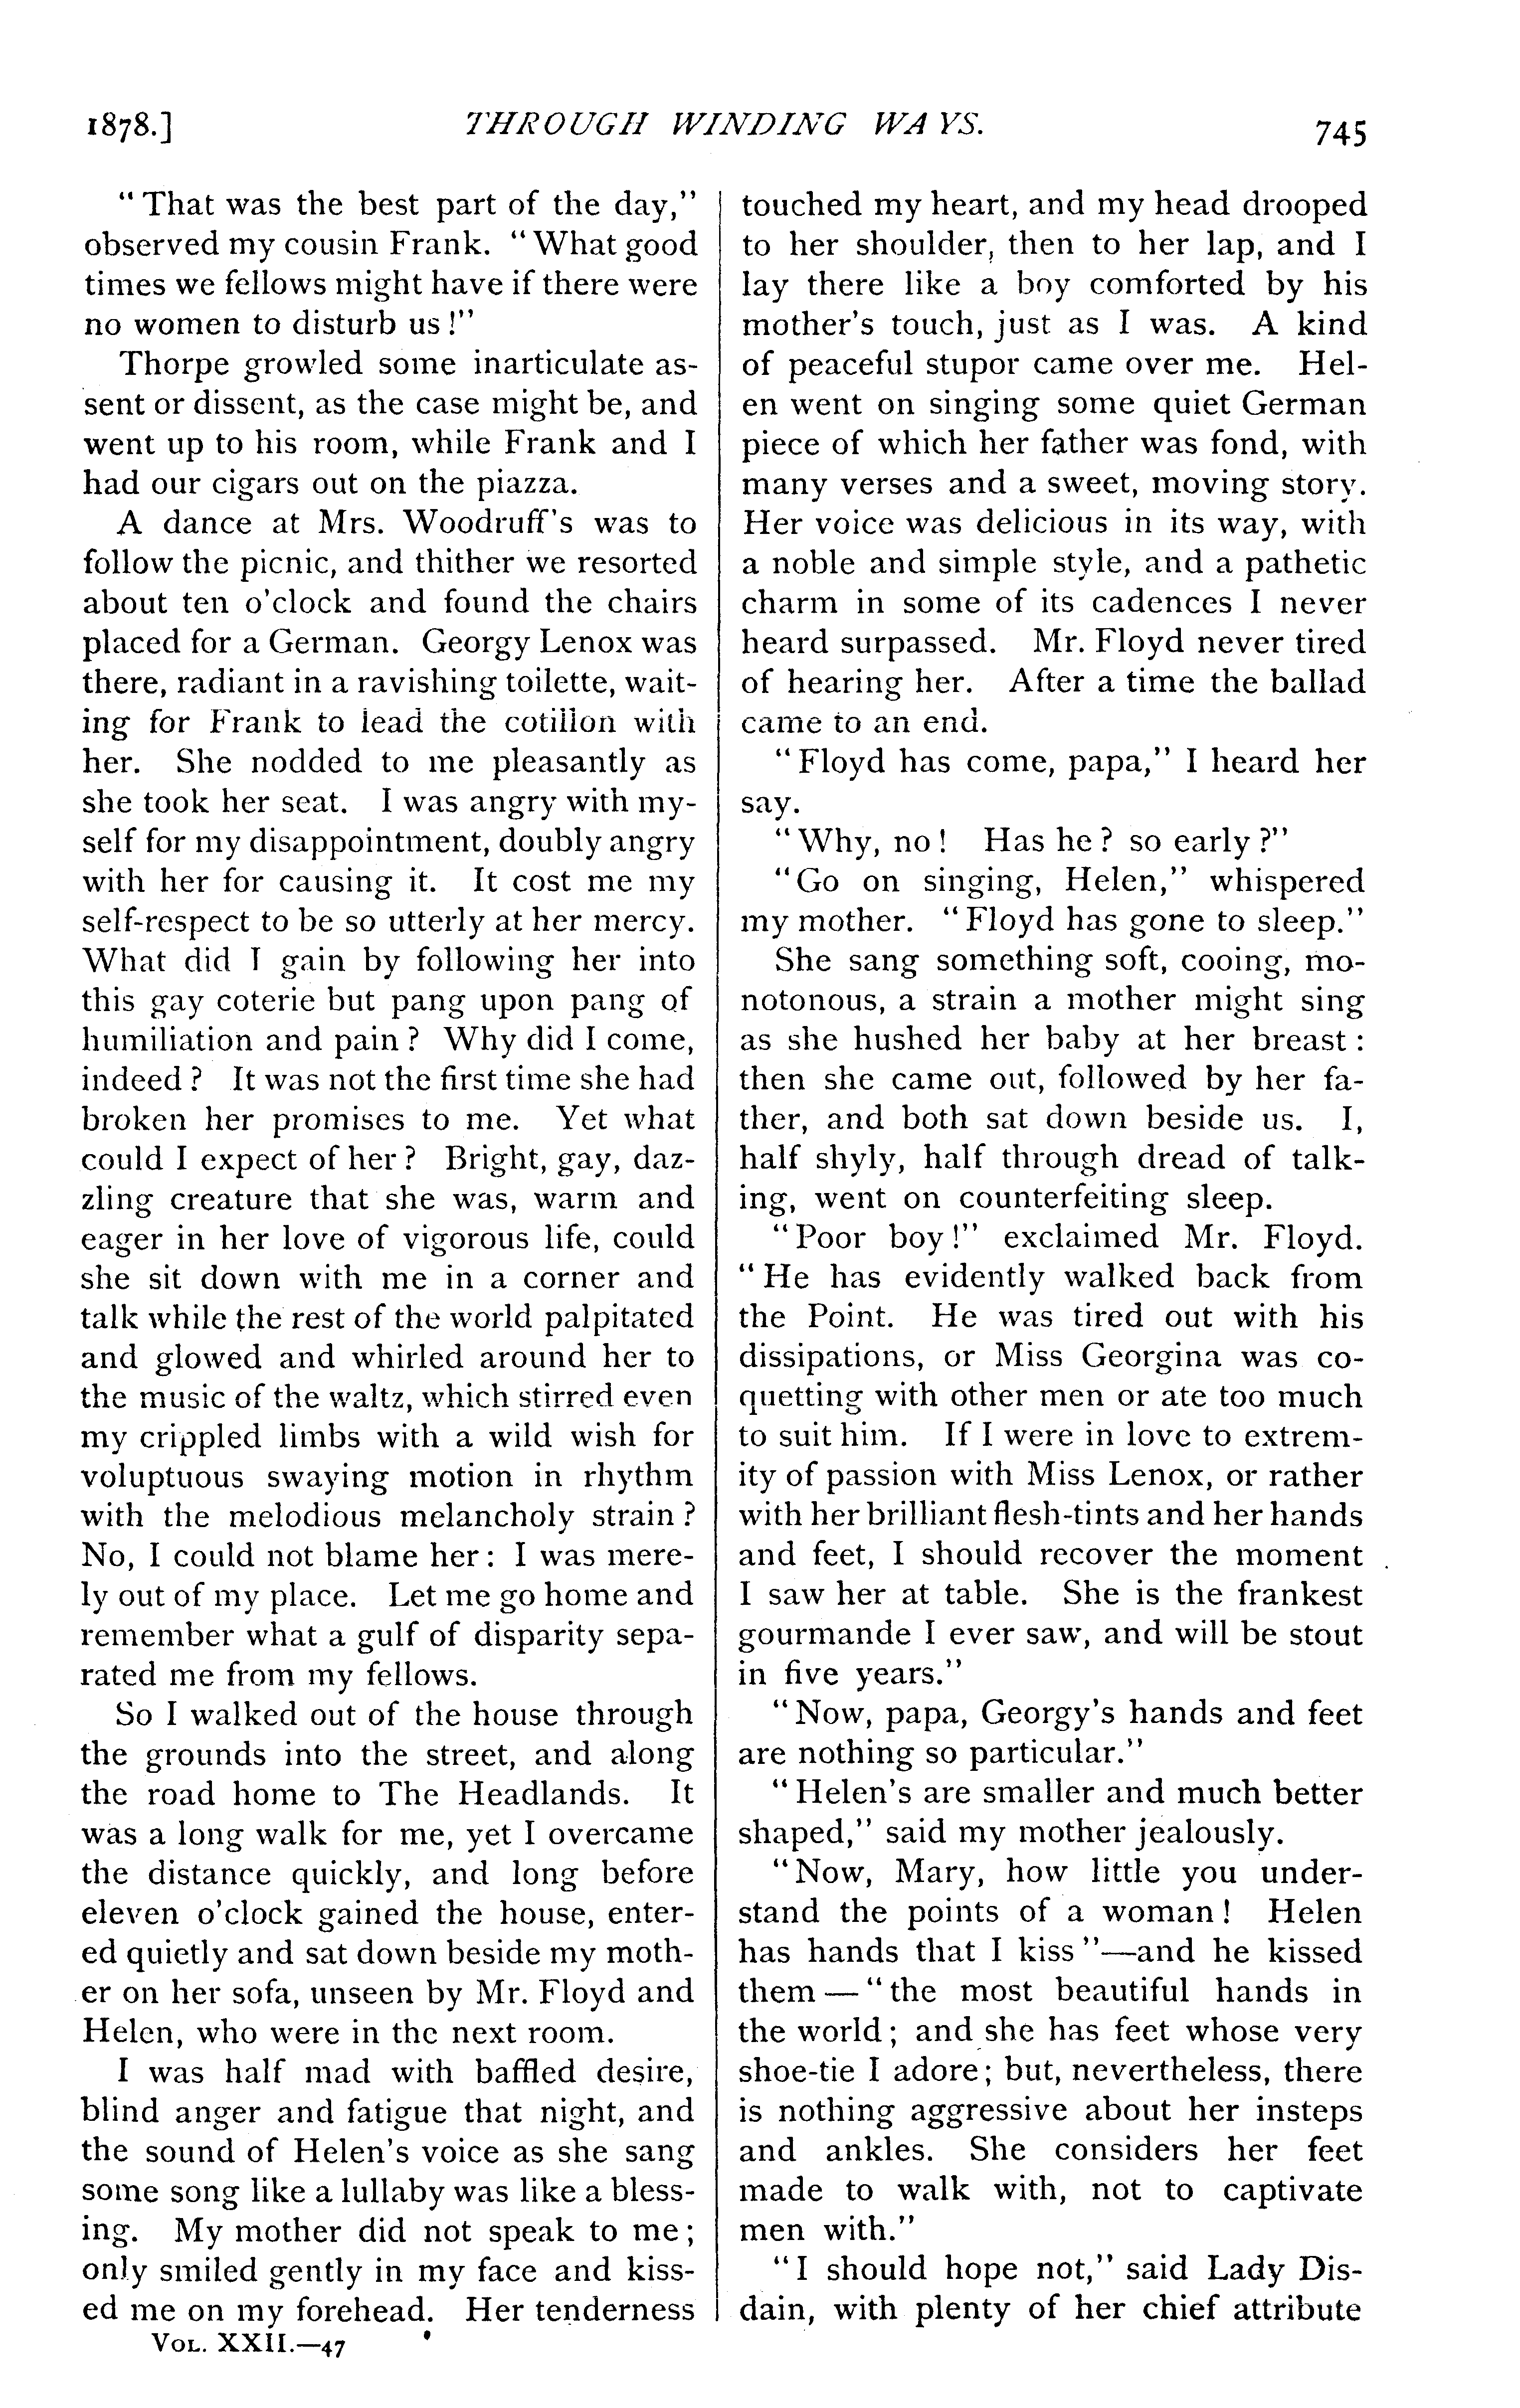 1878.] THROUGH WINDING WAYS. 745
"That was the best part of the day,"
observed my cousin Frank. "What good
times we fellows might have if there were
no women to disturb us!"
Thorpe growled some inarticulate as-
sent or dissent, as the case might be, and
went up to his room, while Frank and I
had our cigars out on the piazza.
A dance at Mrs. Woodruff's was to
follow the picnic, and thither we resorted
about ten o'clock and found the chairs
placed for a German. Georgy Lenox was
there, radiant in a ravishing toilette, wait-
ing for Frank to lead the cotillon with
her. She nodded to me pleasantly as
she took her seat. I was angry with my-
self for my disappointment, doubly angry
with her for causing it. It cost me my
self-respect to be so utterly at her mercy.
What did I gain by following her into
this gay coterie but pang upon pang of
humiliation and pain? Why did I come,
indeed? It was not the first time she had
broken her promises to me. Yet what
could I expect of her? Bright, gay, daz-
zling creature that she was, warm and
eager in her love of vigorous life, could
she sit down with me in a corner and
talk while the rest of the world palpitated
and glowed and whirled around her to
the music of the waltz, which stirred even
my crippled limbs with a wild wish for
voluptuous swaying motion in rhythm
with the melodious melancholy strain?
No, I could not blame her: I was mere-
ly out of my place. Let me go home and
remember what a gulf of disparity sepa-
rated me from my fellows.
So I walked out of the house through
the grounds into the street, and along
the road home to The Headlands. It
was a long walk for me, yet I overcame
the distance quickly, and long before
eleven o'clock gained the house, enter-
ed quietly and sat down beside my moth-
er on her sofa, unseen by Mr. Floyd and
Helen, who were in the next room.
I was half mad with baffled desire,
blind anger and fatigue that night, and
the sound of Helen's voice as she sang
some song like a lullaby was like a bless-
ing. My mother did not speak to me;
only smiled gently in my face and kiss-
ed me on my forehead. Her tenderness
VOL. XXII.—47
touched my heart, and my head drooped
to her shoulder, then to her lap, and I
lay there like a boy comforted by his
mother's touch, just as I was. A kind
of peaceful stupor came over me. Hel-
en went on singing some quiet German
piece of which her father was fond, with
many verses and a sweet, moving story.
Her voice was delicious in its way, with
a noble and simple style, and a pathetic
charm in some of its cadences I never
heard surpassed. Mr. Floyd never tired
of hearing her. After a time the ballad
came to an end.
"Floyd has come, papa," I heard her
say.
"Why, no! Has he? so early?"
"Go on singing, Helen," whispered
my mother. "Floyd has gone to sleep."
She sang something soft, cooing, mo-
notonous, a strain a mother might sing
as she hushed her baby at her breast:
then she came out, followed by her fa-
ther, and both sat down beside us. I,
half shyly, half through dread of talk-
ing, went on counterfeiting sleep.
"Poor boy!" exclaimed Mr. Floyd.
"He has evidently walked back from
the Point. He was tired out with his
dissipations, or Miss Georgina was co-
quetting with other men or ate too much
to suit him. If I were in love to extrem-
ity of passion with Miss Lenox, or rather
with her brilliant flesh-tints and her hands
and feet, I should recover the moment
I saw her at table. She is the frankest
gourmande I ever saw, and will be stout
in five years."
"Now, papa, Georgy's hands and feet
are nothing so particular."
"Helen's are smaller and much better
shaped," said my mother jealously.
"Now, Mary, how little you under-
stand the points of a woman! Helen
has hands that I kiss"—and he kissed
them—"the most beautiful hands in
the world; and she has feet whose very
shoe-tie I adore; but, nevertheless, there
is nothing aggressive about her insteps
and ankles. She considers her feet
made to walk with, not to captivate
men with."
"I should hope not," said Lady Dis-
dain, with plenty of her chief attribute